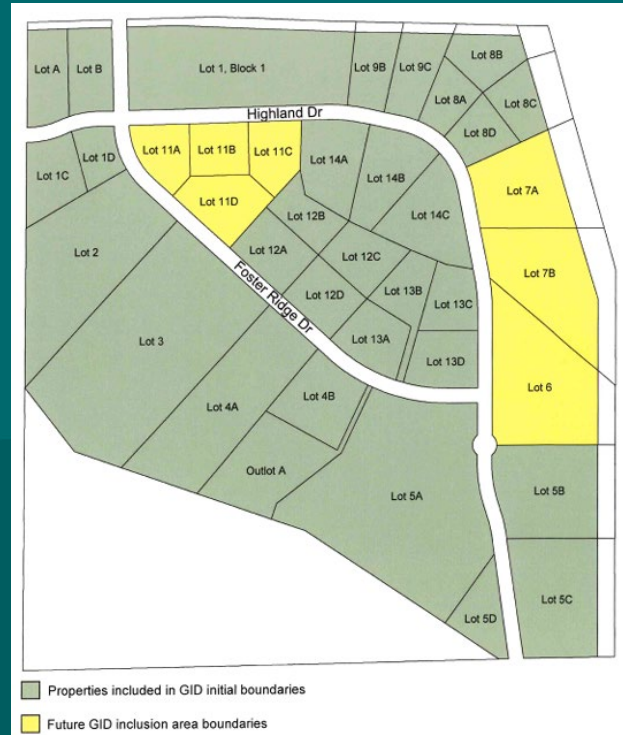 Lot A
Lot B
Lot 1, Block 1
Lot 9B
Lot 9C
Lot 8B
Lot 8A
Lot 8C
Lot 8D
Highland Dr
Lot 1C
Lot 1D
Lot 11A
Lot 11B
Lot 11C
Lot 14A
Lot 14B
Lot 7A
Lot 11D
Lot 12B
Lot 14C
Lot 2
Lot 12A
Lot 12C
Lot 7B
Foster Ridge Dr
Lot 12D
Lot 13B
Lot 13C
Lot 3
Lot 13A
Lot 13D
Lot 4A
Lot 4B
Lot 6
Outlot A
Lot 5A
Lot 5B
Lot 5C
Lot 5D
Properties included in GID initial boundaries
Future GID inclusion area boundaries